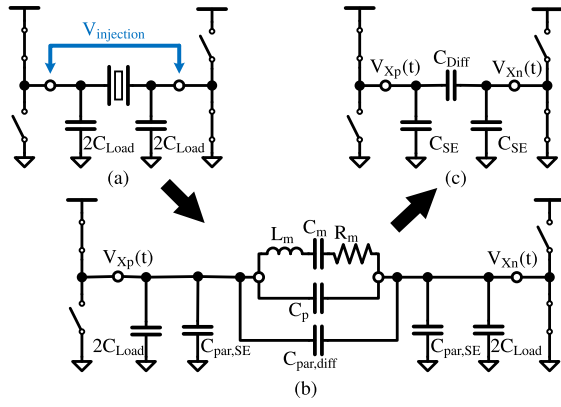 V_injection
2C_Load
2C_Load
(a)
V_Xp(t)
C_Diff
V_Xn(t)
C_SE
C_SE
(c)
V_Xp(t)
L_m
C_m
R_m
V_Xn(t)
C_p
2C_Load
C_par,SE
C_par,diff
C_par,SE
2C_Load
(b)